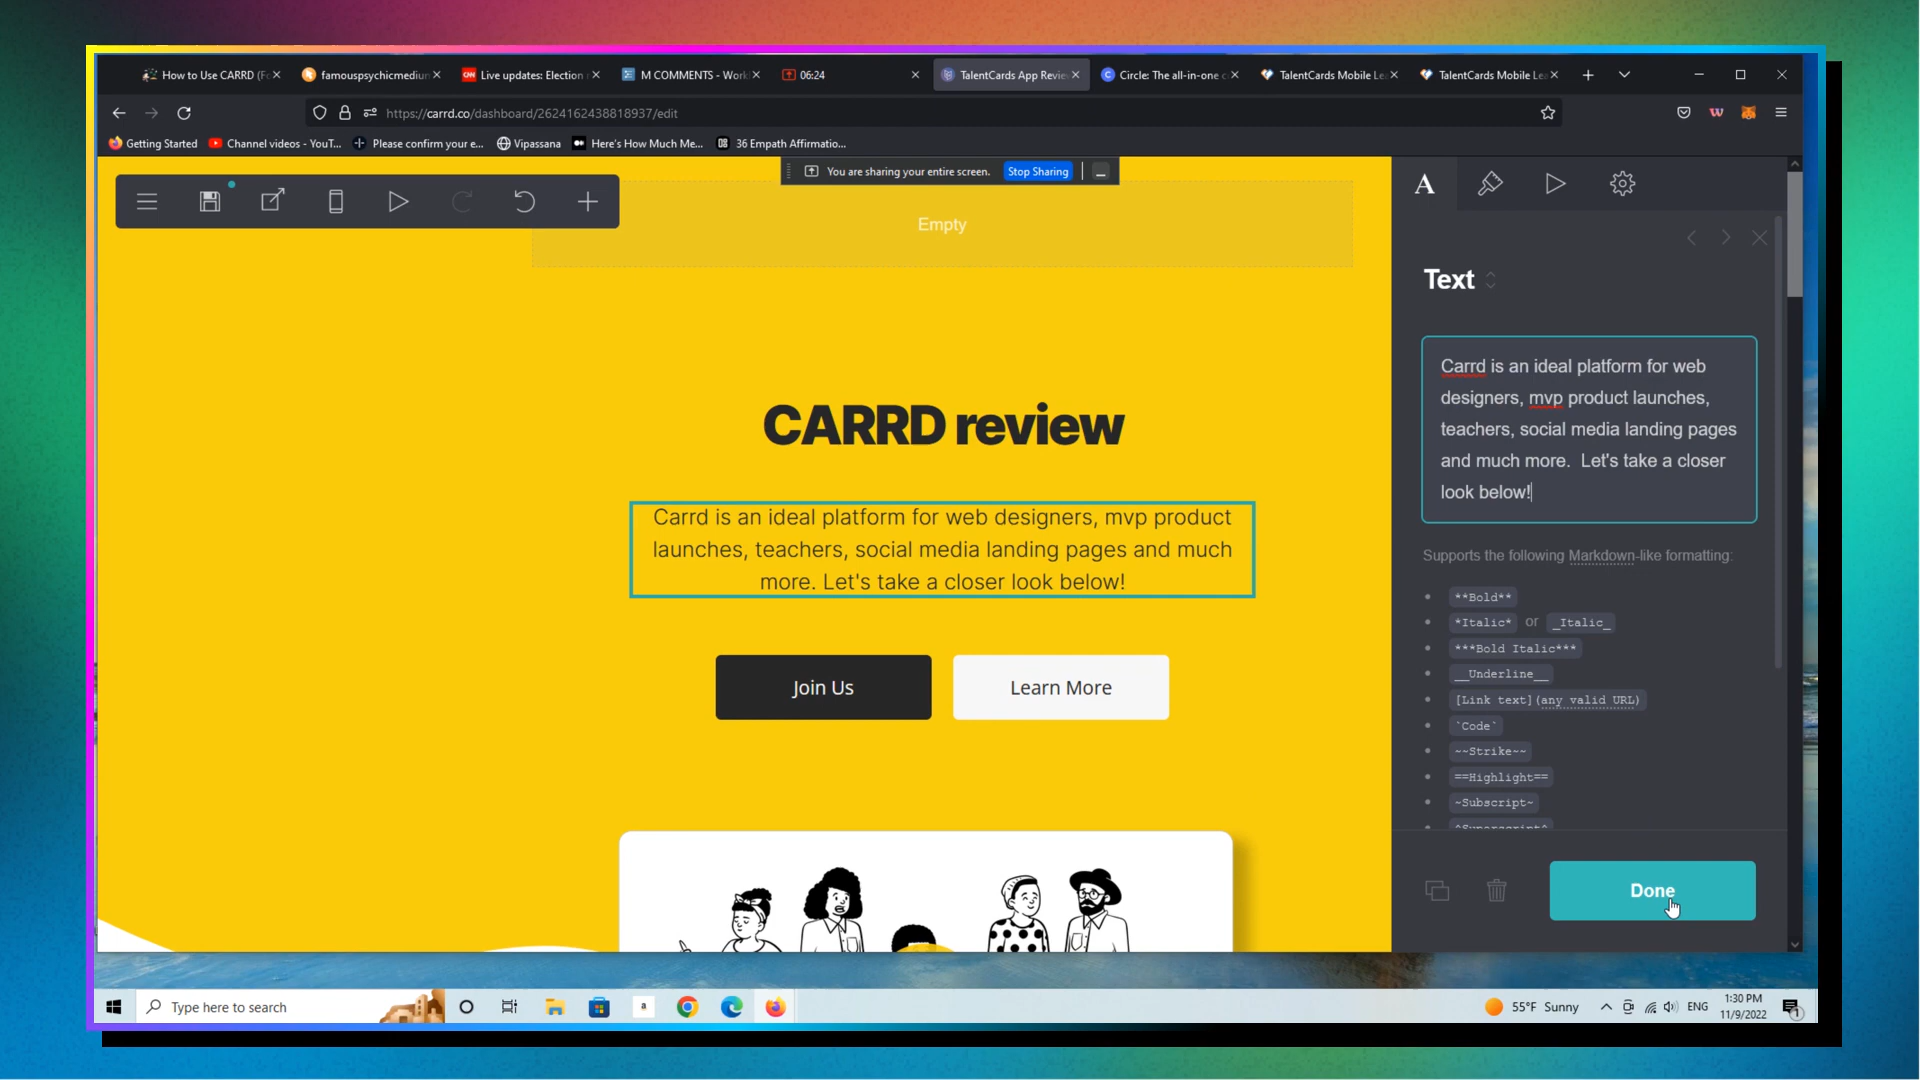 How to Use CARRD (Fo
famouspsychicmedium
CNN
Live updates: Election r
M COMMENTS - Work
06:24
TalentCards App Revie
Circle: The all-in-one c
TalentCards Mobile Le
TalentCards Mobile Le
https://carrd.co/dashboard/2624162438818937/edit
Getting Started
Channel videos - YouT...
Please confirm your e...
Vipassana
Here's How Much Me...
36 Empath Affirmatio...
You are sharing your entire screen.
Stop Sharing
Empty
CARRD review
Carrd is an ideal platform for web designers, mvp product
launches, teachers, social media landing pages and much
more. Let's take a closer look below!
Join Us
Learn More
A
Text
Carrd is an ideal platform for web
designers, mvp product launches,
teachers, social media landing pages
and much more.  Let's take a closer
look below!
Supports the following Markdown-like formatting:
**Bold**
*Italic* or _Italic_
***Bold Italic***
__Underline__
[Link text](any valid URL)
`Code`
~~Strike~~
==Highlight==
~Subscript~
^Superscript^
Done
Type here to search
a
55°F Sunny
ENG
1:30 PM
11/9/2022
1